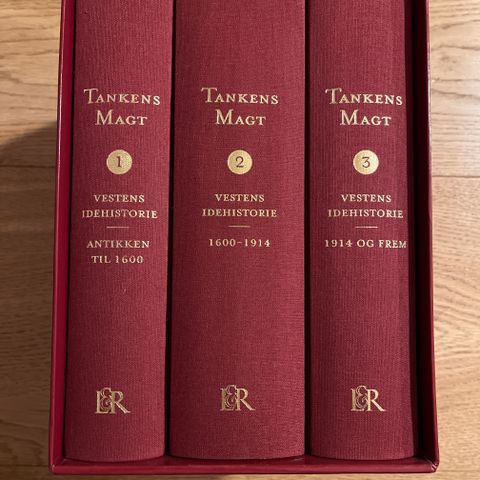 TANKENS
MAGT
1
VESTENS
IDEHISTORIE
ANTIKKEN
TIL 1600
L&R
TANKENS
MAGT
2
VESTENS
IDEHISTORIE
1600-1914
L&R
TANKENS
MAGT
3
VESTENS
IDEHISTORIE
1914 OG FREM
L&R